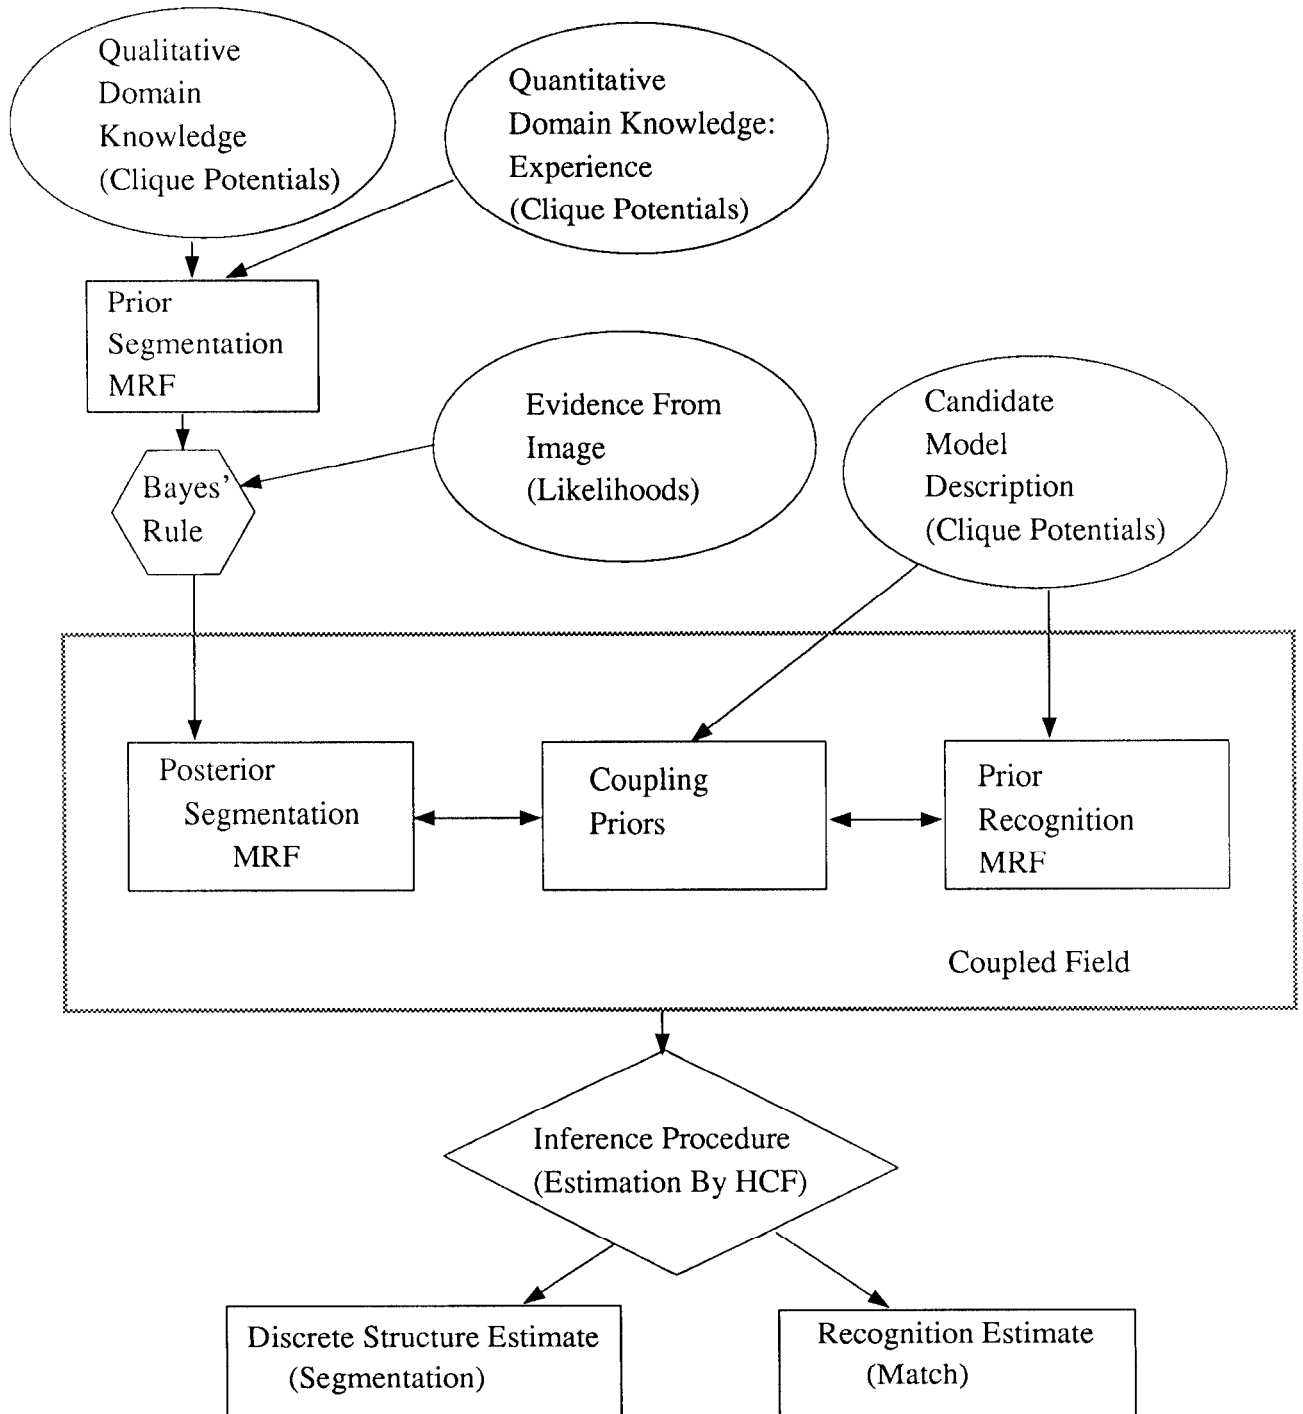 Qualitative
Domain
Knowledge
(Clique Potentials)
Quantitative
Domain Knowledge:
Experience
(Clique Potentials)
Prior
Segmentation
MRF
Evidence From
Image
(Likelihoods)
Candidate
Model
Description
(Clique Potentials)
Bayes'
Rule
Posterior
Segmentation
MRF
Coupling
Priors
Prior
Recognition
MRF
Coupled Field
Inference Procedure
(Estimation By HCF)
Discrete Structure Estimate
(Segmentation)
Recognition Estimate
(Match)